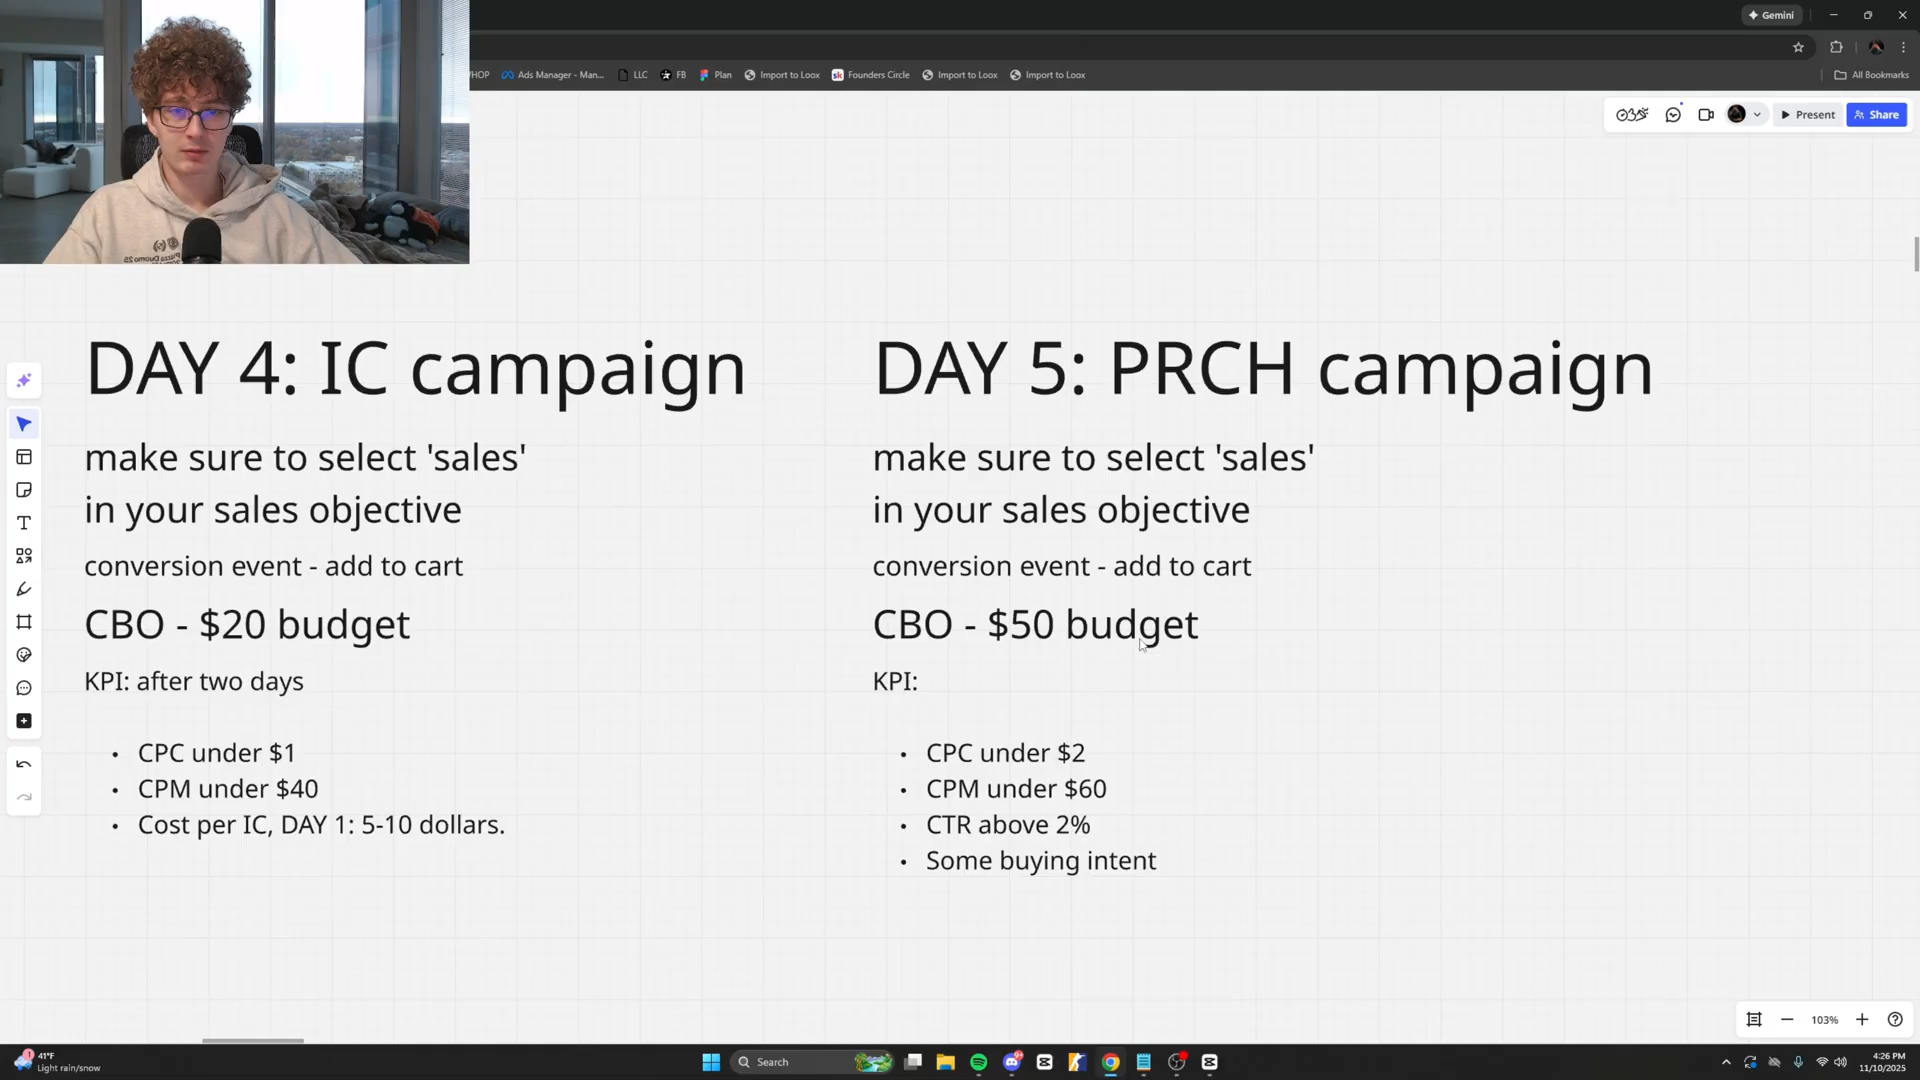 Gemini
HOP
Ads Manager - Man...
LLC
FB
Plan
Import to Loox
Founders Circle
Import to Loox
Import to Loox
All Bookmarks
Present
Share
DAY 4: IC campaign
make sure to select 'sales'
in your sales objective
conversion event - add to cart
CBO - $20 budget
KPI: after two days
• CPC under $1
• CPM under $40
• Cost per IC, DAY 1: 5-10 dollars.
DAY 5: PRCH campaign
make sure to select 'sales'
in your sales objective
conversion event - add to cart
CBO - $50 budget
KPI:
• CPC under $2
• CPM under $60
• CTR above 2%
• Some buying intent
103%
41°F
Light rain/snow
Search
4:26 PM
11/10/2025